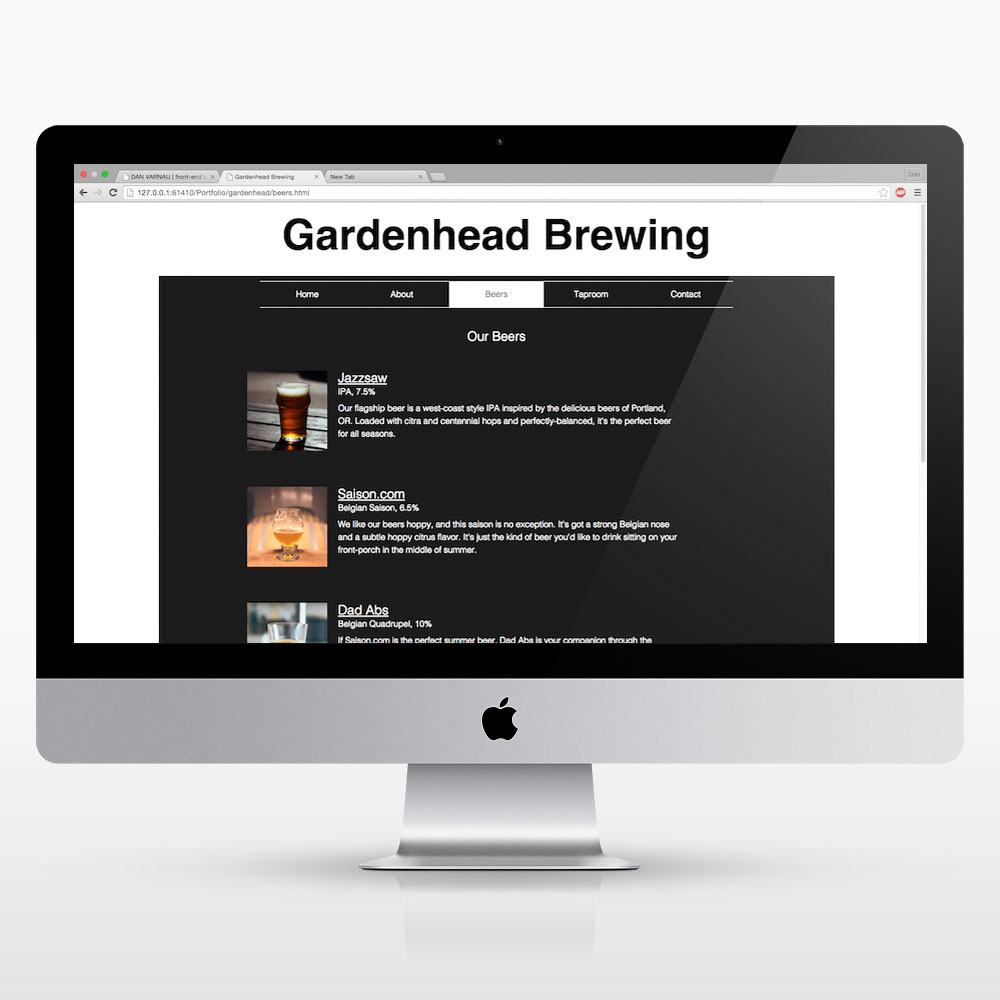 DAN VARNAU | front-end
Gardenhead Brewing
New Tab
Dan
127.0.0.1:61410/Portfolio/gardenhead/beers.html
ABP
Gardenhead Brewing
Home About Beers Taproom Contact
Our Beers
Jazzsaw
IPA, 7.5%
Our flagship beer is a west-coast style IPA inspired by the delicious beers of Portland,
OR. Loaded with citra and centennial hops and perfectly-balanced, it's the perfect beer
for all seasons.
Saison.com
Belgian Saison, 6.5%
We like our beers hoppy, and this saison is no exception. It's got a strong Belgian nose
and a subtle hoppy citrus flavor. It's just the kind of beer you'd like to drink sitting on your
front-porch in the middle of summer.
Dad Abs
Belgian Quadrupel, 10%
If Saison.com is the perfect summer beer, Dad Abs is your companion through the